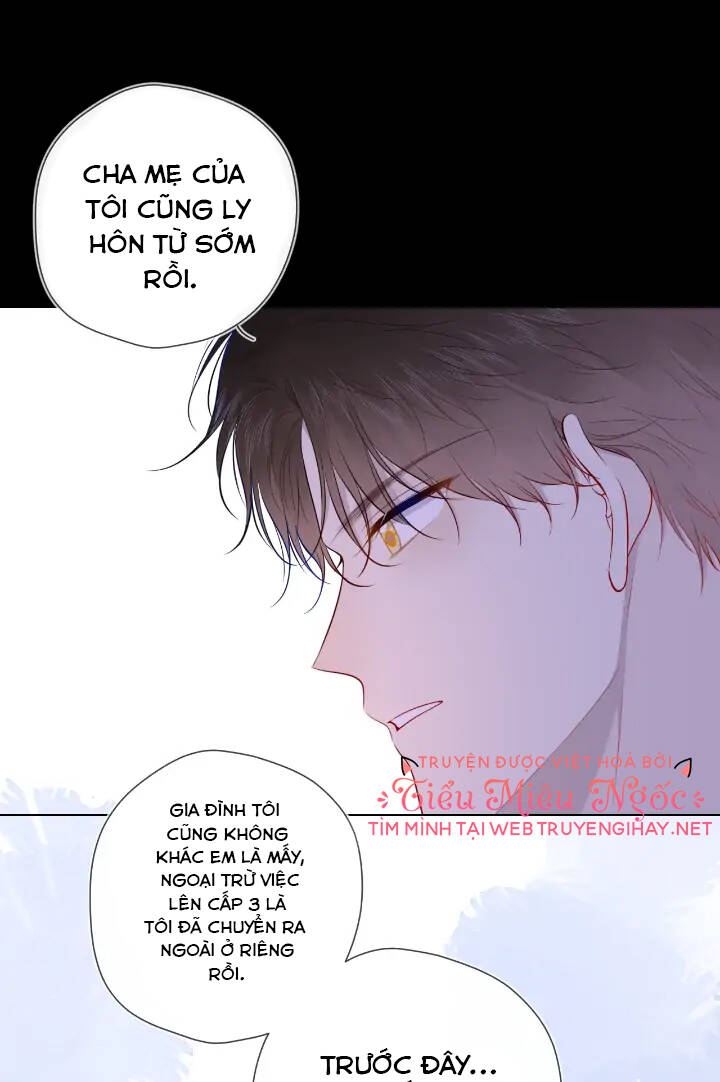 CHA MẸ CỦA
TÔI CŨNG LY
HÔN TỪ SỚM
RỒI.
TRUYỆN ĐƯỢC VIỆT HOÁ BỞI
Tiểu Miêu Ngốc
TÌM MÌNH TẠI WEB TRUYENGIHAY.NET
GIA ĐÌNH TÔI
CŨNG KHÔNG
KHÁC EM LÀ MẤY,
NGOẠI TRỪ VIỆC
LÊN CẤP 3 LÀ
TÔI ĐÃ CHUYỂN RA
NGOÀI Ở RIÊNG
RỒI.
TRƯỚC ĐÂY...